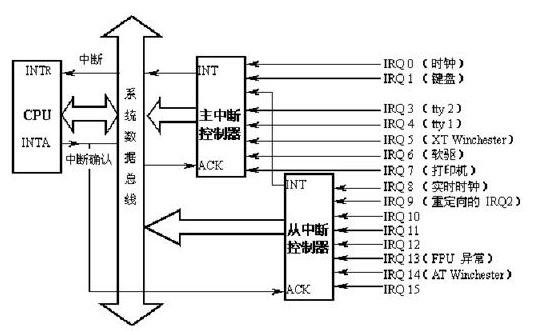 INTR
CPU
INTA
中断
中断确认
系统数据总线
INT
主中断
控制器
ACK
INT
从中断
控制器
ACK
IRQ 0 （ 时钟 ）
IRQ 1 （ 键盘 ）
IRQ 3 （ tty 2 ）
IRQ 4 （ tty 1 ）
IRQ 5 （ XT Winchester ）
IRQ 6 （ 软驱 ）
IRQ 7 （ 打印机 ）
IRQ 8 （ 实时时钟 ）
IRQ 9 （ 重定向的 IRQ2 ）
IRQ 10
IRQ 11
IRQ 12
IRQ 13 （ FPU 异常 ）
IRQ 14 （ AT Winchester ）
IRQ 15